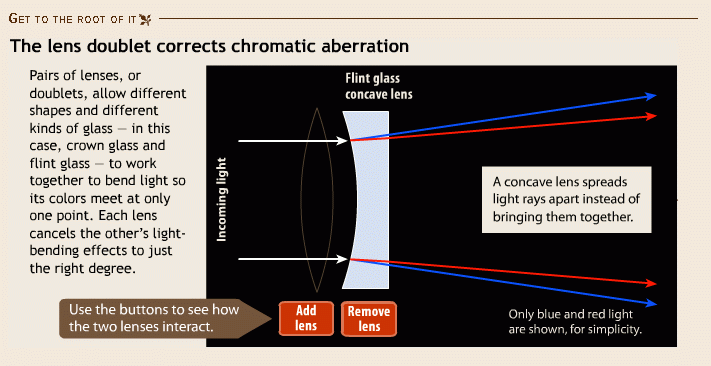 GET TO THE ROOT OF IT
The lens doublet corrects chromatic aberration
Pairs of lenses, or
doublets, allow different
shapes and different
kinds of glass — in this
case, crown glass and
flint glass — to work
together to bend light so
its colors meet at only
one point. Each lens
cancels the other's light-
bending effects to just
the right degree.
Flint glass
concave lens
Incoming light
A concave lens spreads
light rays apart instead of
bringing them together.
Use the buttons to see how
the two lenses interact.
Add
lens
Remove
lens
Only blue and red light
are shown, for simplicity.